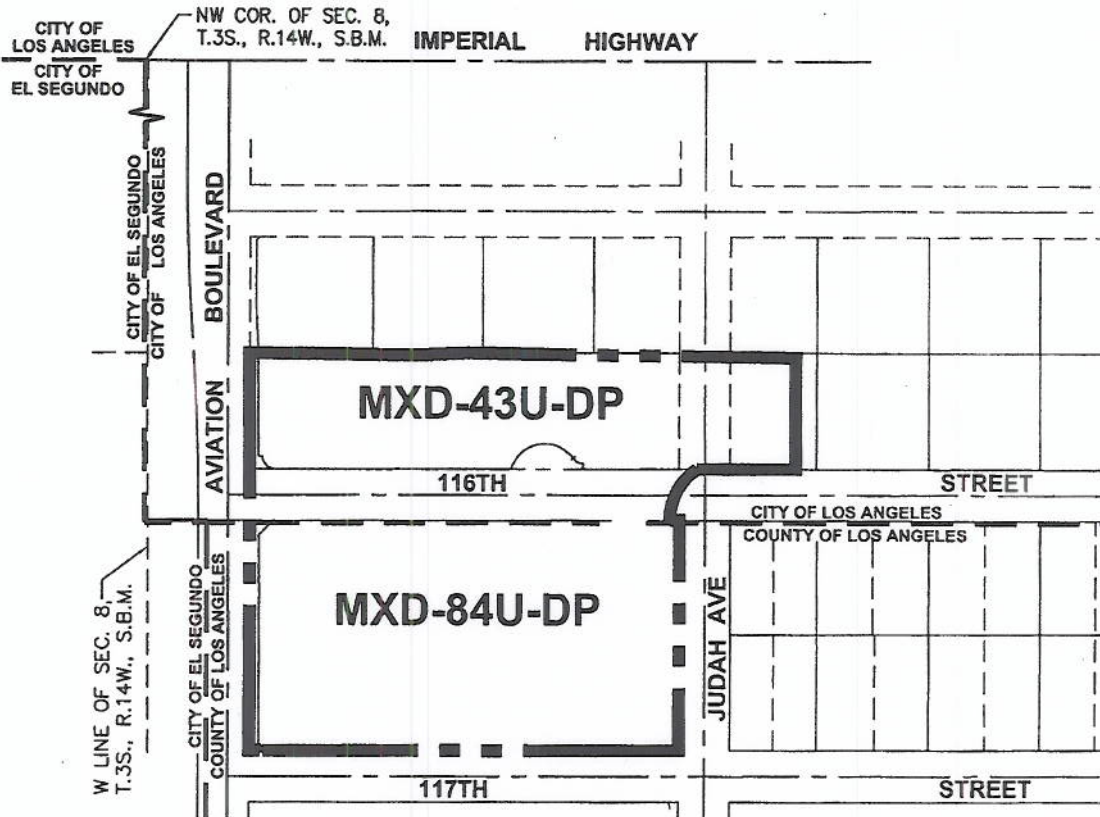 NW COR. OF SEC. 8,
T.3S., R.14W., S.B.M.
CITY OF
LOS ANGELES
CITY OF
EL SEGUNDO
IMPERIAL HIGHWAY
CITY OF EL SEGUNDO
CITY OF LOS ANGELES
AVIATION BOULEVARD
MXD-43U-DP
116TH STREET
CITY OF LOS ANGELES
COUNTY OF LOS ANGELES
MXD-84U-DP
W LINE OF SEC. 8,
T.3S., R.14W., S.B.M.
CITY OF EL SEGUNDO
COUNTY OF LOS ANGELES
JUDAH AVE
117TH STREET